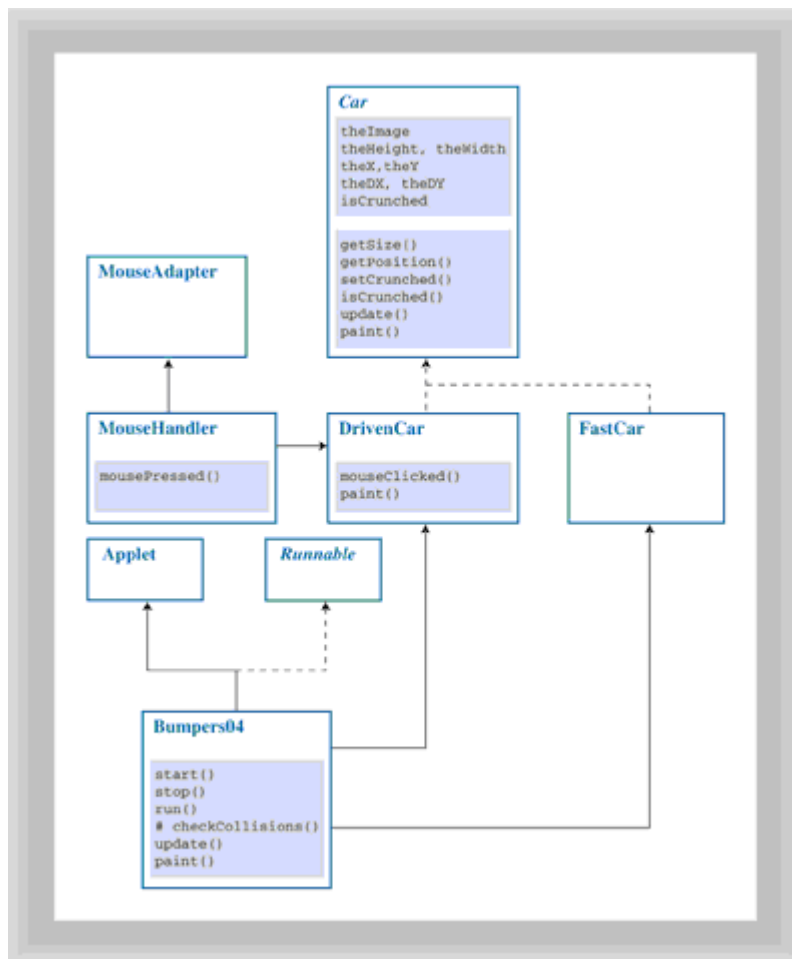 Car
theImage
theHeight, theWidth
theX,theY
theDX, theDY
isCrunched
getSize()
getPosition()
setCrunched()
isCrunched()
update()
paint()
MouseAdapter
MouseHandler
mousePressed()
DrivenCar
mouseClicked()
paint()
FastCar
Applet
Runnable
Bumpers04
start()
stop()
run()
# checkCollisions()
update()
paint()